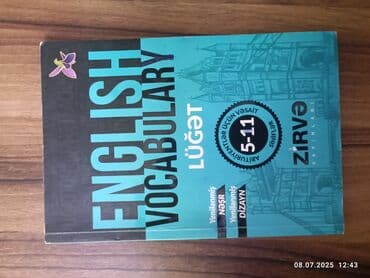 ENGLISH
VOCABULARY
LÜĞƏT
ABİTURİYENTLƏR ÜÇÜN VƏSAİT
5-11
SİNİFLƏR
Yenilənmiş
NƏŞR
Yenilənmiş
DİZAYN
ZİRVƏ
YAYINLARI
08.07.2025 12:43